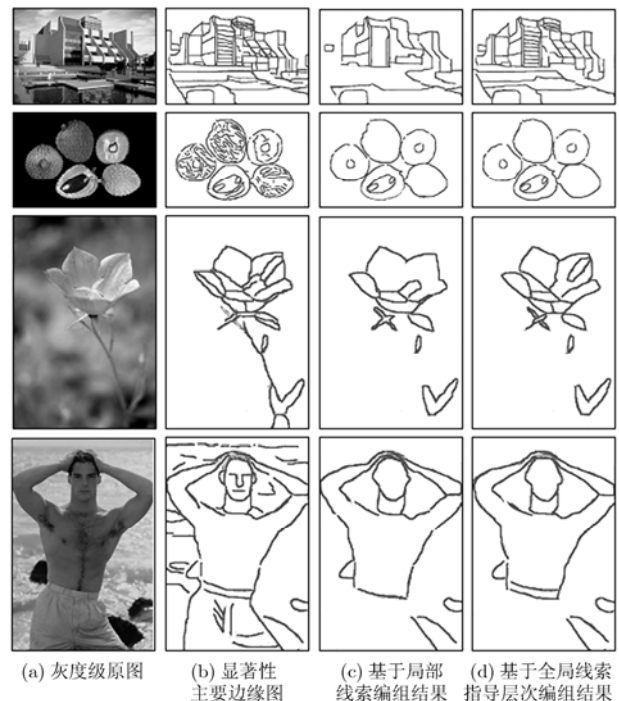 (a) 灰度级原图
(b) 显著性
主要边缘图
(c) 基于局部
线索编组结果
(d) 基于全局线索
指导层次编组结果